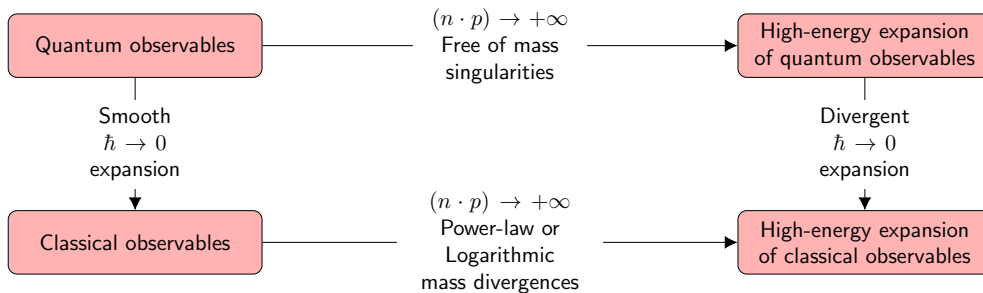 Quantum observables
(n · p) → +∞
Free of mass
singularities
High-energy expansion
of quantum observables
Smooth
ℏ → 0
expansion
Divergent
ℏ → 0
expansion
Classical observables
(n · p) → +∞
Power-law or
Logarithmic
mass divergences
High-energy expansion
of classical observables